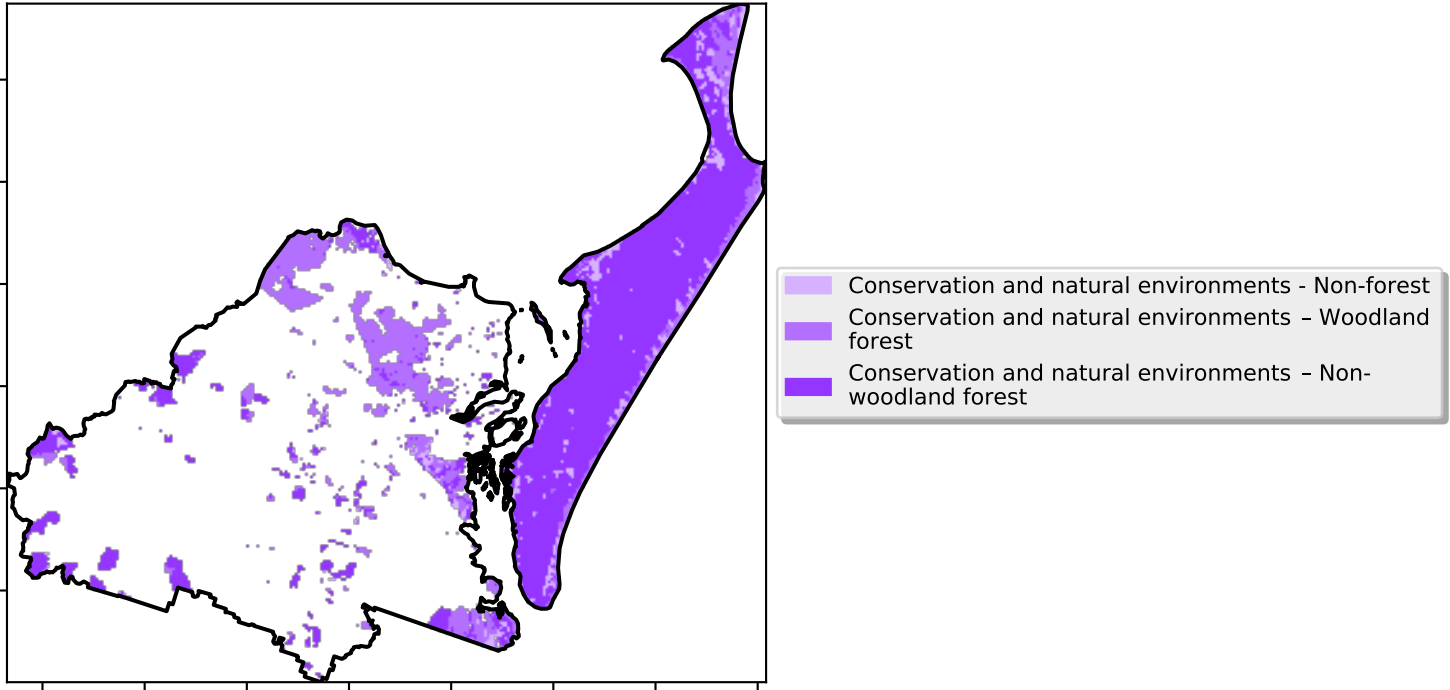 Conservation and natural environments - Non-forest
Conservation and natural environments – Woodland
forest
Conservation and natural environments – Non-
woodland forest